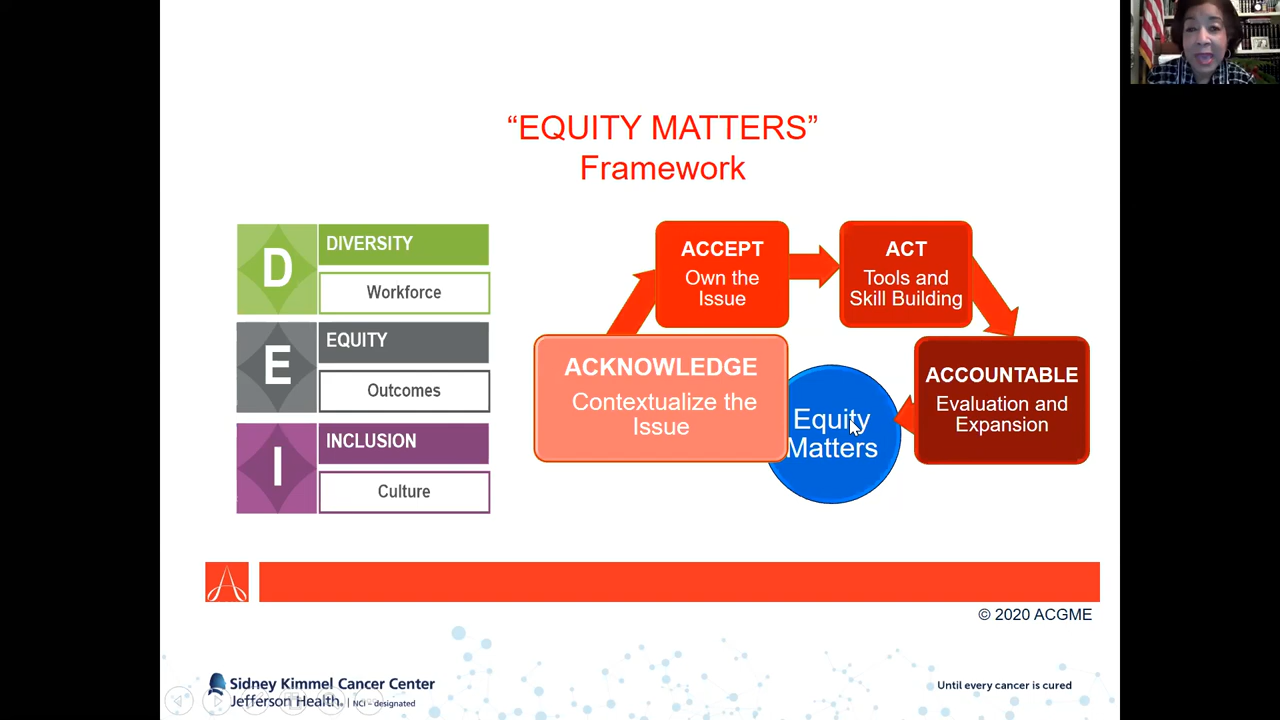 “EQUITY MATTERS”
Framework
D
DIVERSITY
Workforce
E
EQUITY
Outcomes
I
INCLUSION
Culture
ACKNOWLEDGE
Contextualize the
Issue
ACCEPT
Own the
Issue
ACT
Tools and
Skill Building
ACCOUNTABLE
Evaluation and
Expansion
Equity
Matters
A
© 2020 ACGME
Sidney Kimmel Cancer Center
Jefferson Health. | NCI – designated
Until every cancer is cured